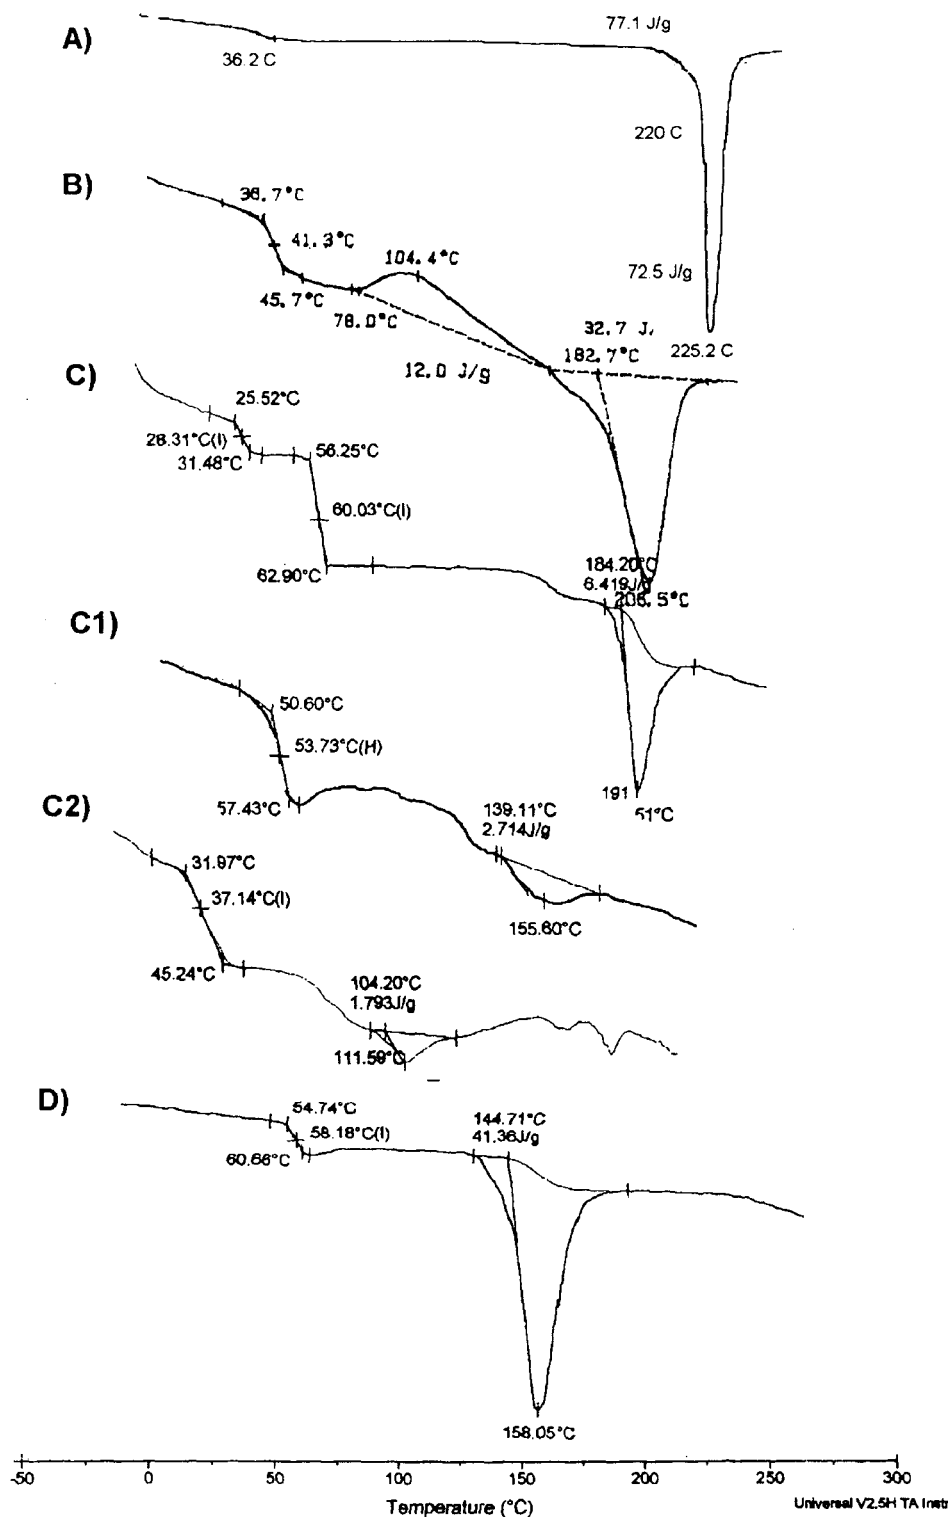 A)
77.1 J/g
36.2 C
220 C
72.5 J/g
225.2 C
B)
36.7°C
41.3°C
45.7°C
78.0°C
104.4°C
12.0 J/g
32.7 J/
182.7°C
206.5°C
C)
25.52°C
28.31°C(I)
31.48°C
56.25°C
60.03°C(I)
62.90°C
184.20°C
6.419J/g
191
51°C
C1)
50.60°C
53.73°C(H)
57.43°C
139.11°C
2.714J/g
155.60°C
C2)
31.97°C
37.14°C(I)
45.24°C
104.20°C
1.793J/g
111.59°C
D)
54.74°C
58.18°C(I)
60.66°C
144.71°C
41.36J/g
158.05°C
-50 0 50 100 150 200 250 300
Temperature (°C)
Universal V2.5H TA Instr